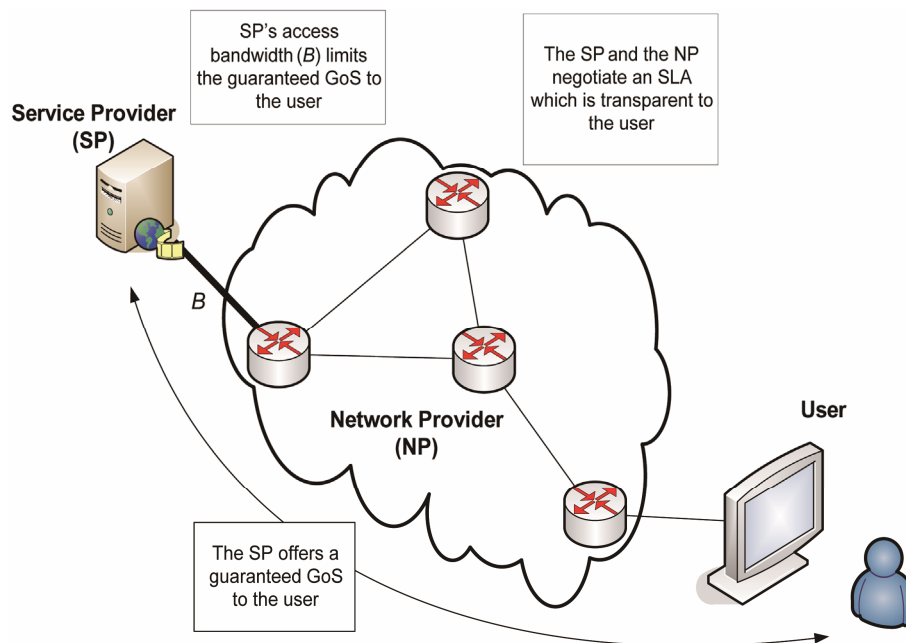 SP's access
bandwidth (B) limits
the guaranteed GoS to
the user
The SP and the NP
negotiate an SLA
which is transparent to
the user
Service Provider
(SP)
B
Network Provider
(NP)
User
The SP offers a
guaranteed GoS
to the user